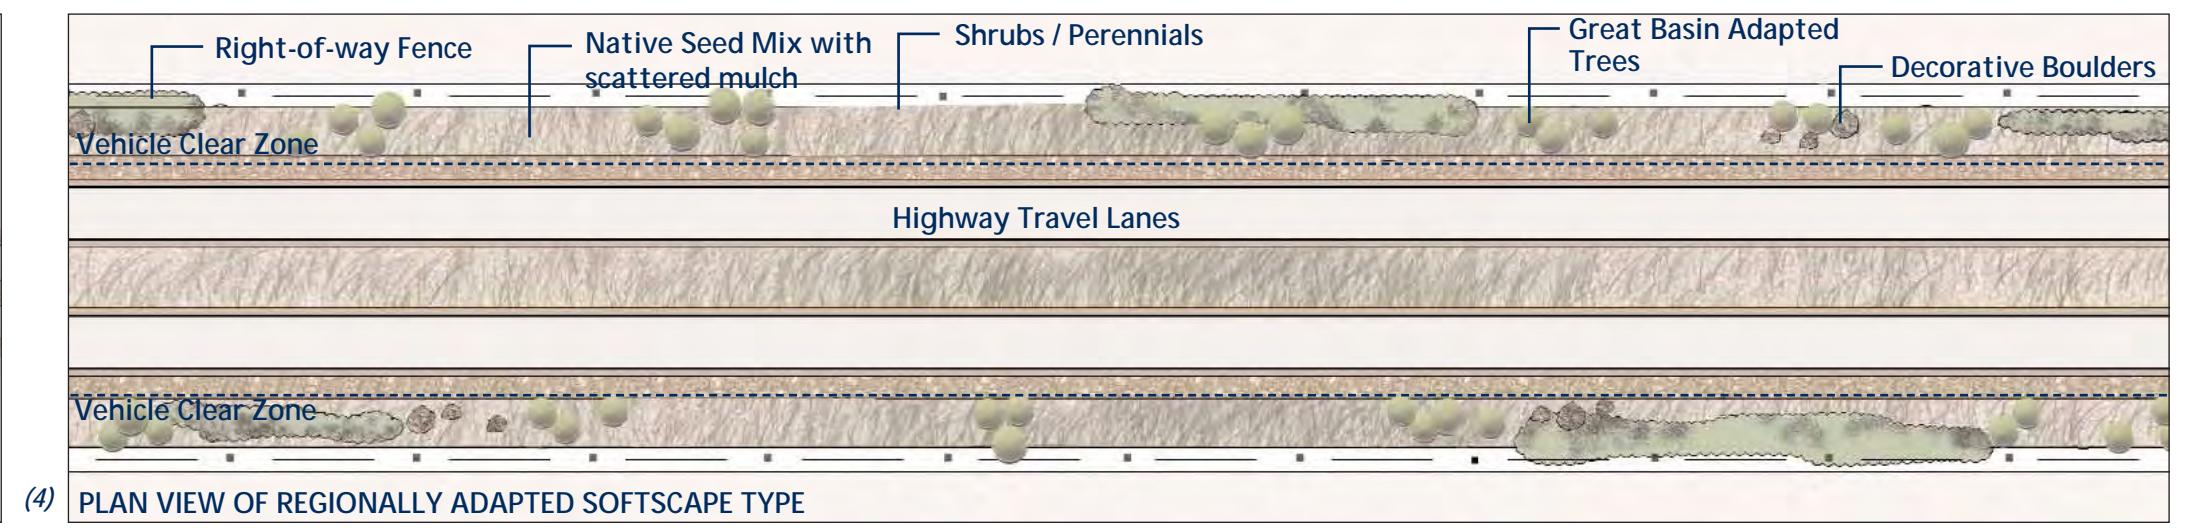 Right-of-way Fence
Native Seed Mix with
scattered mulch
Shrubs / Perennials
Great Basin Adapted
Trees
Decorative Boulders
Vehicle Clear Zone
Highway Travel Lanes
Vehicle Clear Zone
(4) PLAN VIEW OF REGIONALLY ADAPTED SOFTSCAPE TYPE